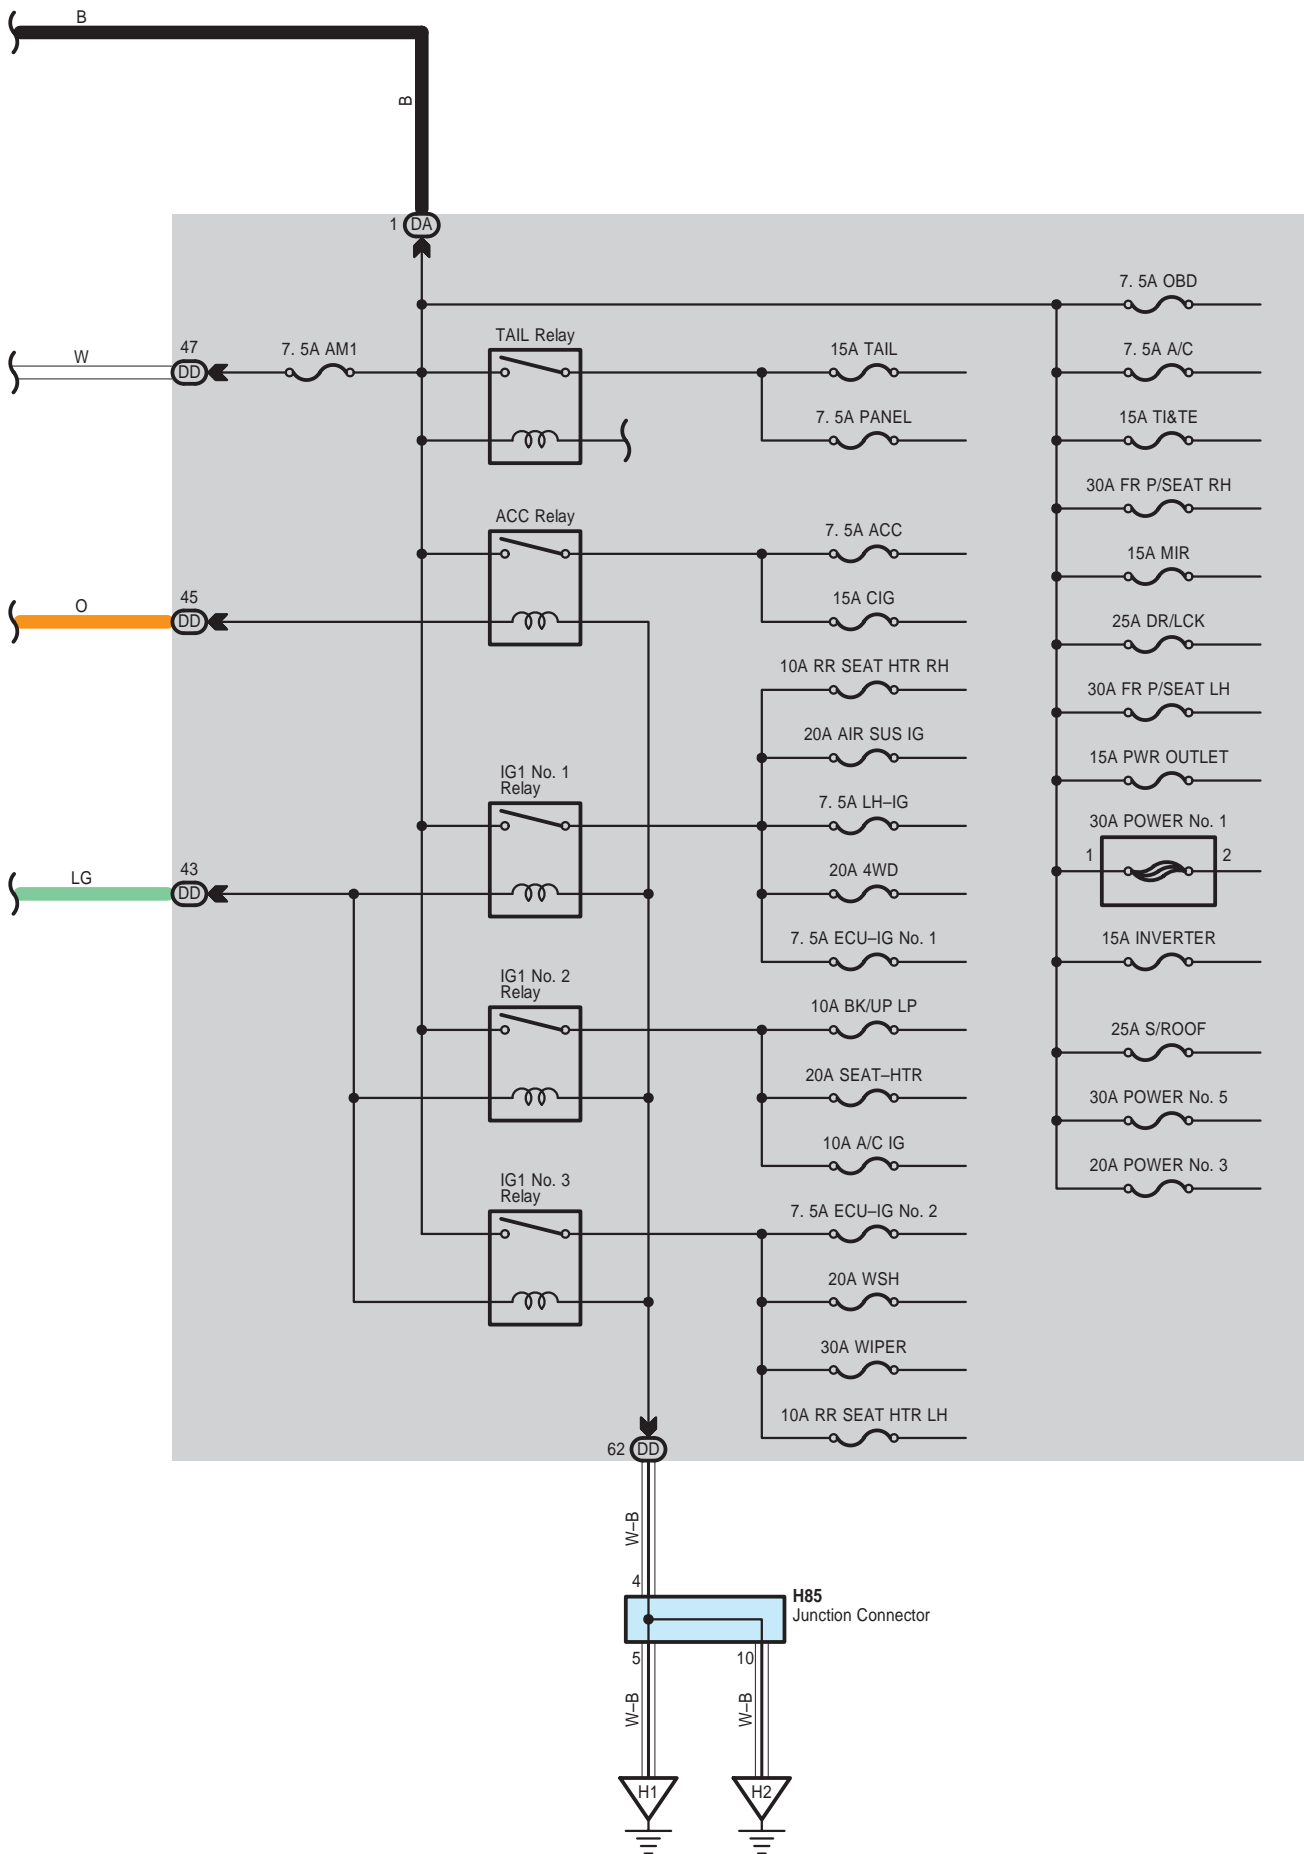 B
B
1 DA
7. 5A OBD
TAIL Relay
47
7. 5A AM1
15A TAIL
7. 5A A/C
W
DD
7. 5A PANEL
15A TI&TE
30A FR P/SEAT RH
ACC Relay
7. 5A ACC
15A MIR
45
15A CIG
O
DD
25A DR/LCK
10A RR SEAT HTR RH
30A FR P/SEAT LH
20A AIR SUS IG
15A PWR OUTLET
IG1 No. 1
Relay
7. 5A LH–IG
30A POWER No. 1
1
2
43
20A 4WD
LG
DD
7. 5A ECU–IG No. 1
15A INVERTER
IG1 No. 2
Relay
10A BK/UP LP
25A S/ROOF
20A SEAT–HTR
30A POWER No. 5
10A A/C IG
20A POWER No. 3
IG1 No. 3
Relay
7. 5A ECU–IG No. 2
20A WSH
30A WIPER
10A RR SEAT HTR LH
62 DD
W–B
4
H85
Junction Connector
5
10
W–B
W–B
H1
H2